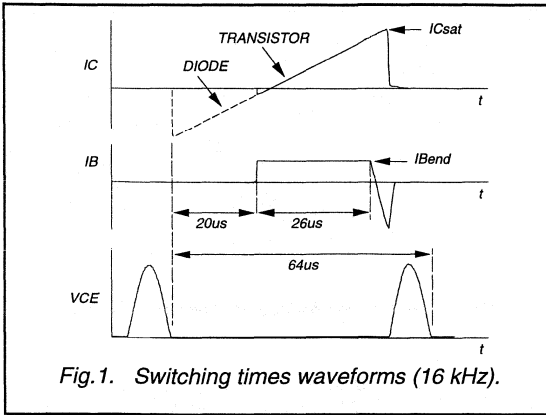 ICsat
TRANSISTOR
IC
DIODE
t
IB
IBend
t
20us
26us
64us
VCE
t
Fig.1. Switching times waveforms (16 kHz).